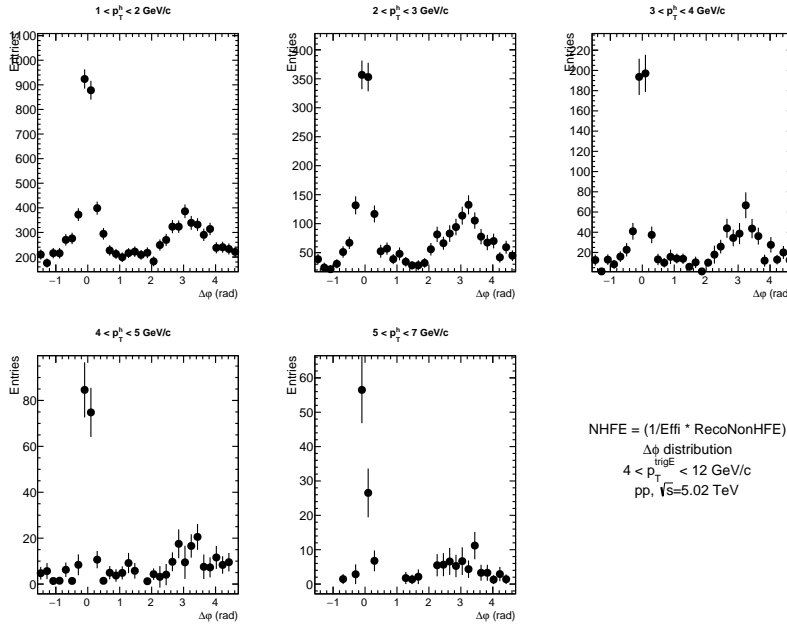 1 < p_T^h < 2 GeV/c
Entries
1100
1000
900
800
700
600
500
400
300
200
−1 0 1 2 3 4
Δφ (rad)
2 < p_T^h < 3 GeV/c
Entries
400
350
300
250
200
150
100
50
−1 0 1 2 3 4
Δφ (rad)
3 < p_T^h < 4 GeV/c
Entries
220
200
180
160
140
120
100
80
60
40
20
0
−1 0 1 2 3 4
Δφ (rad)
4 < p_T^h < 5 GeV/c
Entries
80
60
40
20
0
−1 0 1 2 3 4
Δφ (rad)
5 < p_T^h < 7 GeV/c
Entries
60
50
40
30
20
10
0
−1 0 1 2 3 4
Δφ (rad)
NHFE = (1/Effi * RecoNonHFE)
Δϕ distribution
4 < p_T^trigE < 12 GeV/c
pp, √s=5.02 TeV